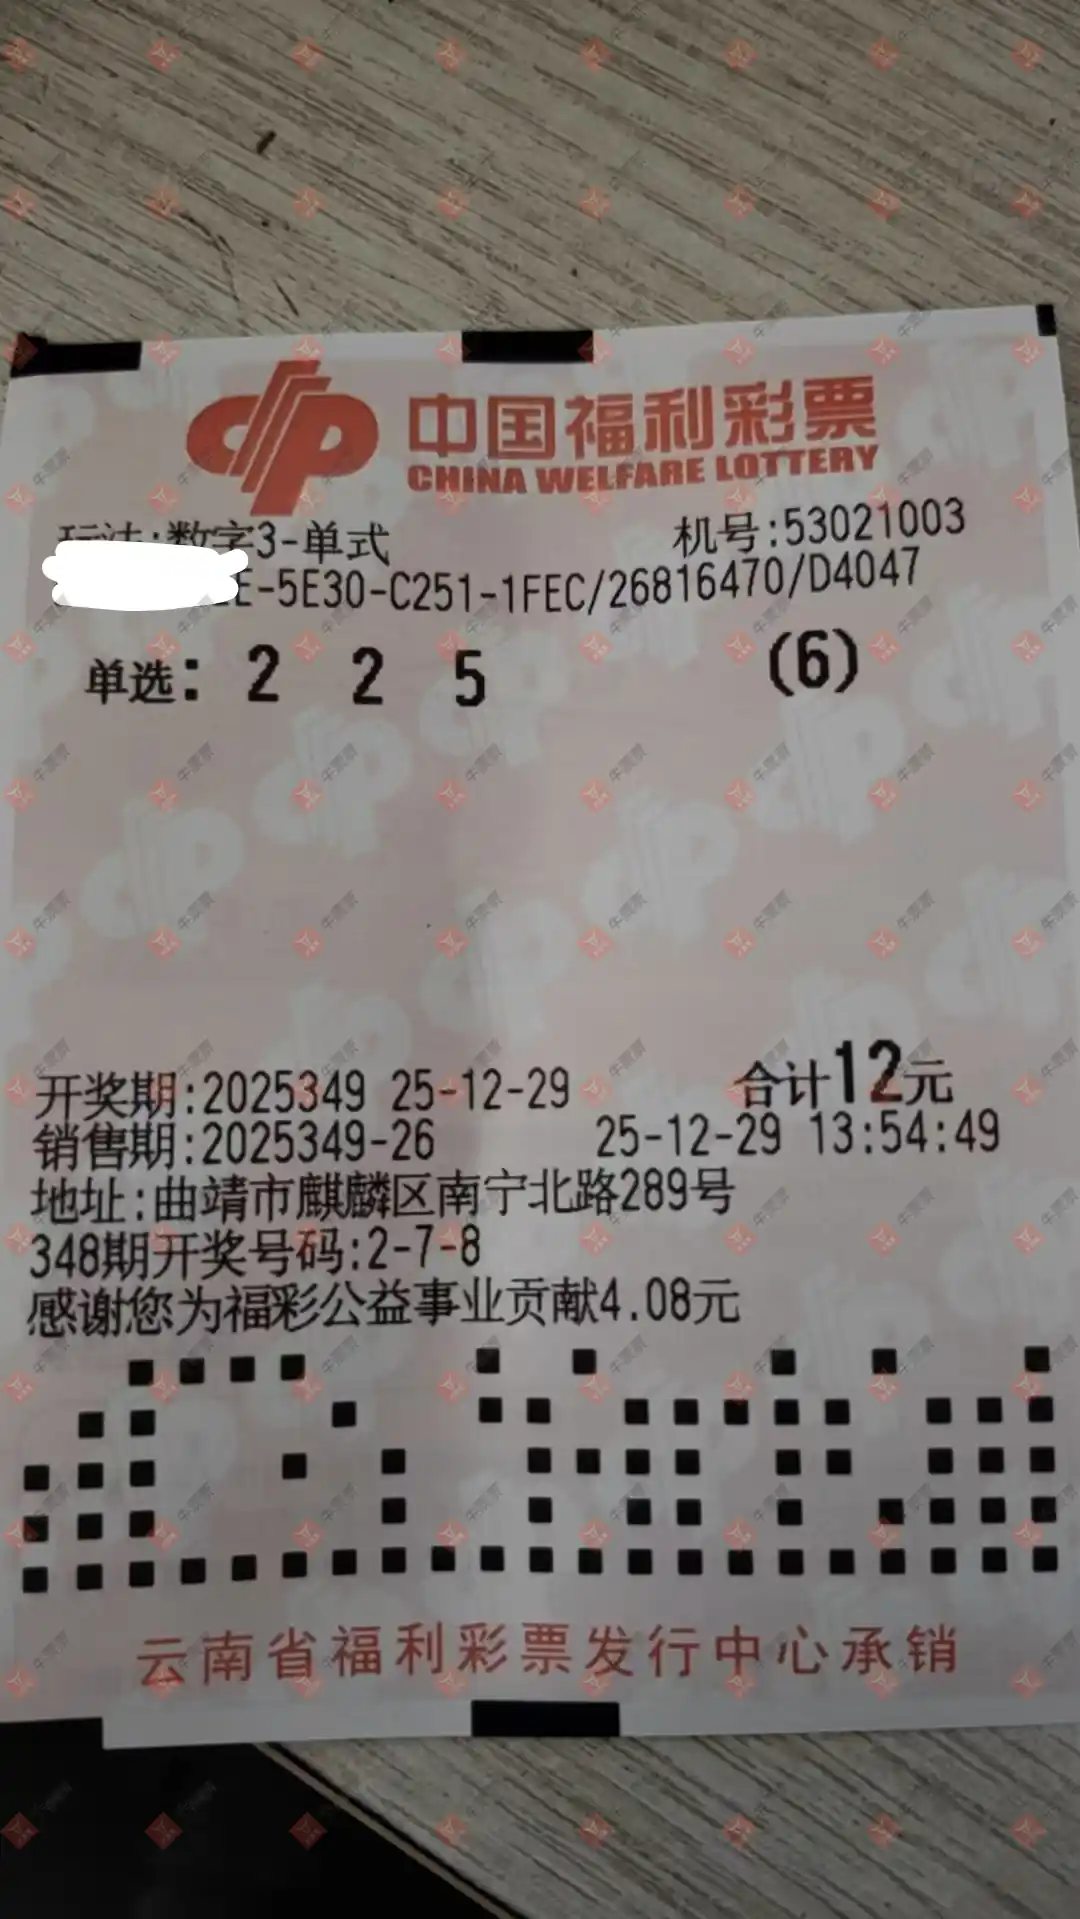 中国福利彩票
CHINA WELFARE LOTTERY
玩法:数字3-单式 机号:53021003
E-5E30-C251-1FEC/26816470/D4047
单选: 2 2 5 (6)
开奖期:2025349 25-12-29 合计12元
销售期:2025349-26 25-12-29 13:54:49
地址:曲靖市麒麟区南宁北路289号
348期开奖号码:2-7-8
感谢您为福彩公益事业贡献4.08元
云南省福利彩票发行中心承销